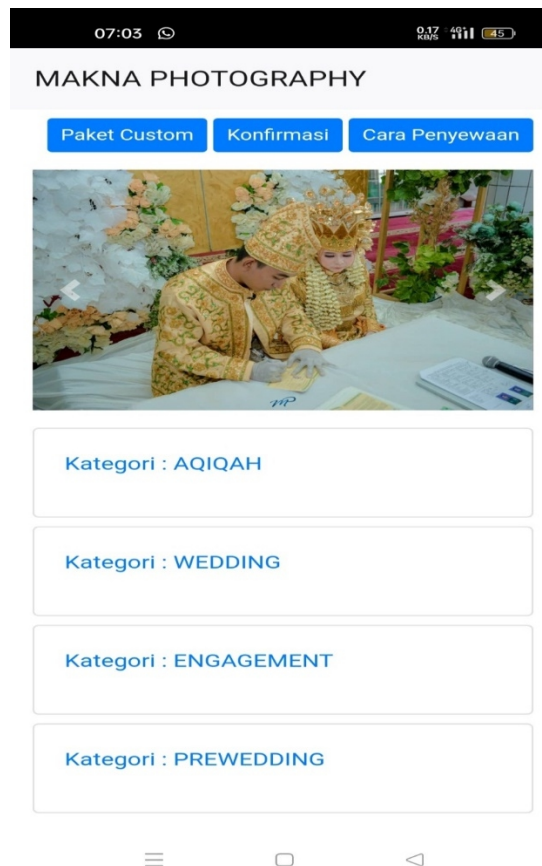 07:03
0.17 KB/S 4G 45
MAKNA PHOTOGRAPHY
Paket Custom Konfirmasi Cara Penyewaan
MP
Kategori : AQIQAH
Kategori : WEDDING
Kategori : ENGAGEMENT
Kategori : PREWEDDING